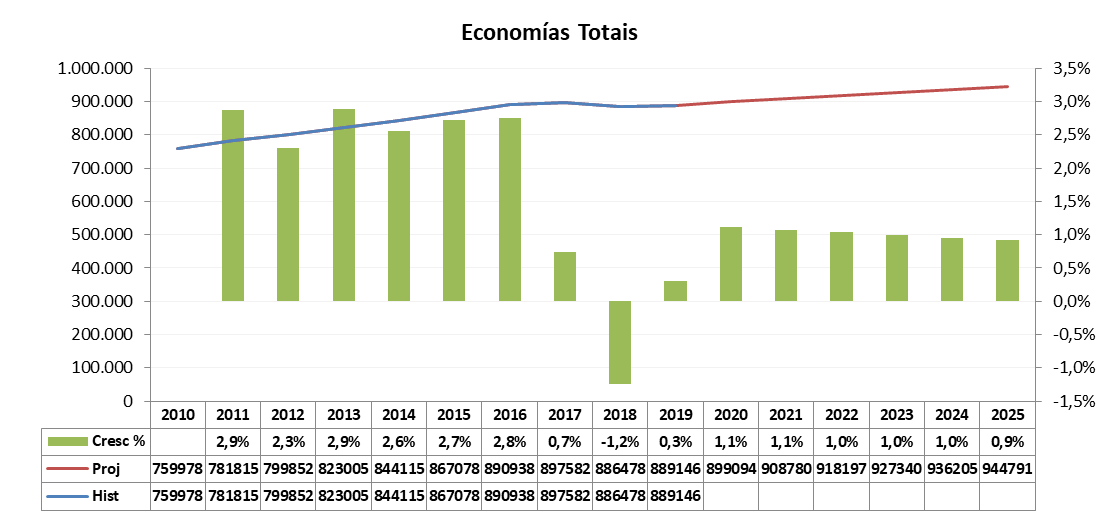 Economías Totais
1.000.000 3,5%
900.000 3,0%
800.000 2,5%
700.000 2,0%
600.000 1,5%
500.000 1,0%
400.000 0,5%
300.000 0,0%
200.000 -0,5%
100.000 -1,0%
0 -1,5%
2010 2011 2012 2013 2014 2015 2016 2017 2018 2019 2020 2021 2022 2023 2024 2025
Cresc % 2,9% 2,3% 2,9% 2,6% 2,7% 2,8% 0,7% -1,2% 0,3% 1,1% 1,1% 1,0% 1,0% 1,0% 0,9%
Proj 759978 781815 799852 823005 844115 867078 890938 897582 886478 889146 899094 908780 918197 927340 936205 944791
Hist 759978 781815 799852 823005 844115 867078 890938 897582 886478 889146